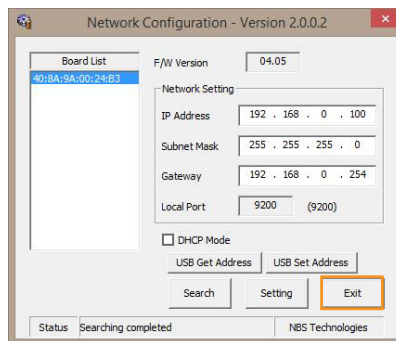 Network Configuration - Version 2.0.0.2
Board List
40:8A:9A:00:24:B3
F/W Version 04.05
Network Setting
IP Address 192 . 168 . 0 . 100
Subnet Mask 255 . 255 . 255 . 0
Gateway 192 . 168 . 0 . 254
Local Port 9200 (9200)
DHCP Mode
USB Get Address USB Set Address
Search Setting Exit
Status Searching completed NBS Technologies